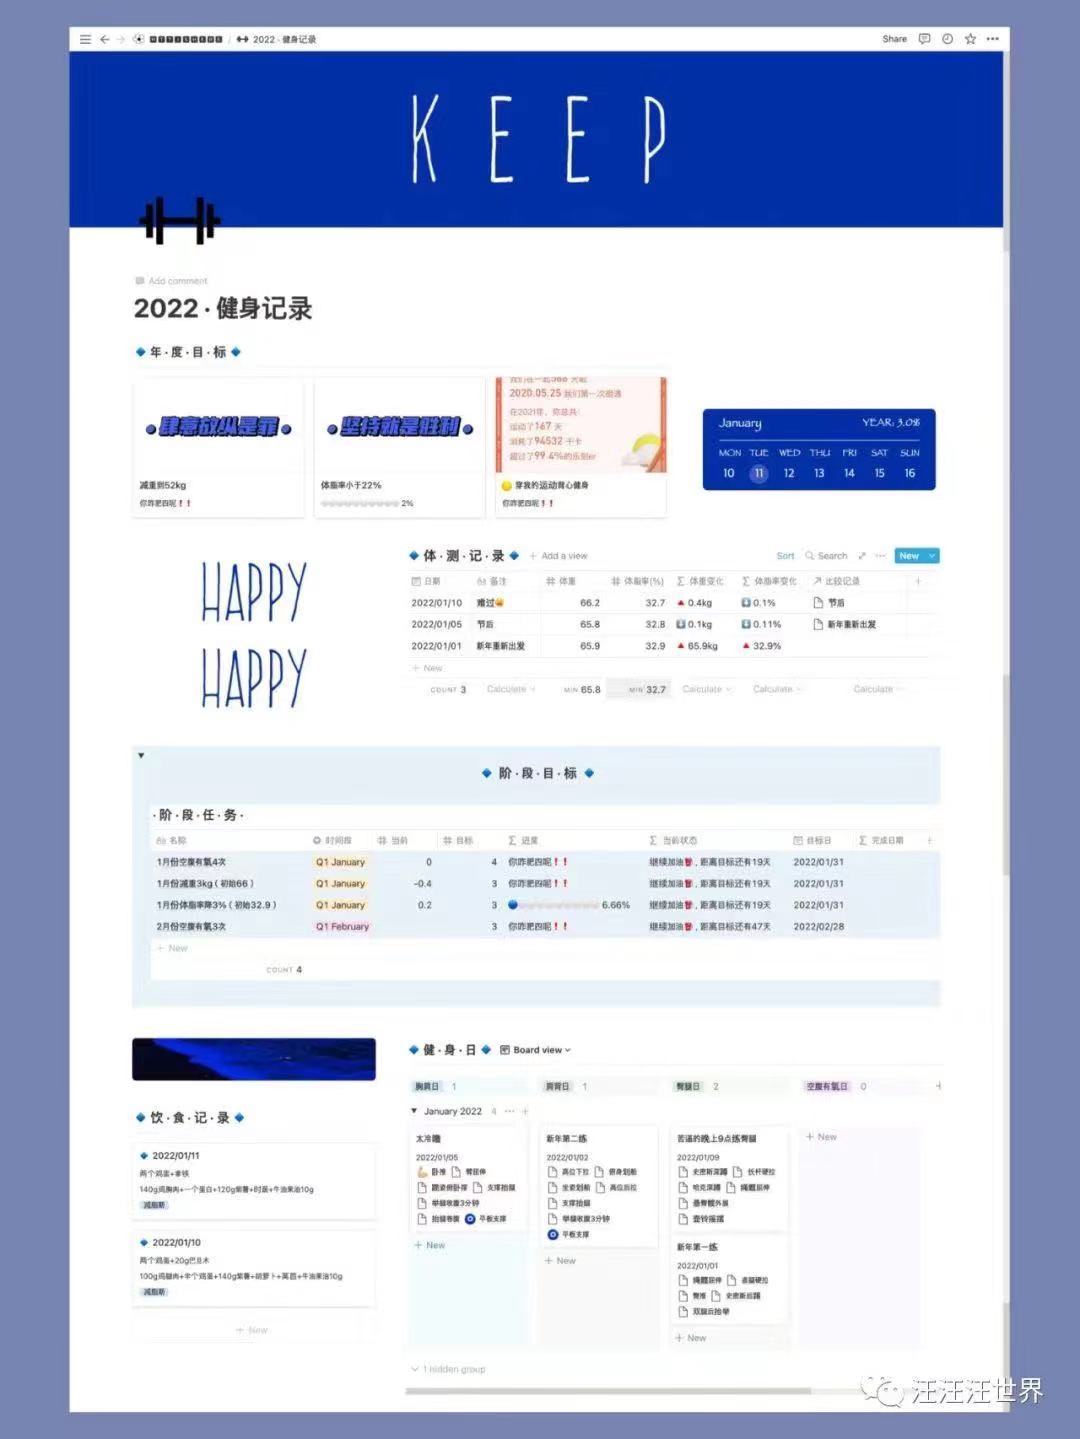 2022 · 健身记录
Share
KEEP
Add comment
2022 · 健身记录
年 · 度 · 目 · 标
肆意放纵是罪
减重到52kg
你咋肥四呢❗❗
坚持就是胜利
体脂率小于22%
2%
2020.05.25 我们第一次相遇
在2021年，你总共：
运动了167 天
消耗了94532 千卡
超过了99.4%的乐刻er
穿我的运动背心健身
你咋肥四呢❗❗
January YEAR: 3.0%
MON TUE WED THU FRI SAT SUN
10 11 12 13 14 15 16
HAPPY
HAPPY
体 · 测 · 记 · 录 + Add a view Sort Search ··· New
日期 备注 体重 体脂率(%) 体重变化 体脂率变化 比较记录 +
2022/01/10 难过 66.2 32.7 🔺 0.4kg ⬇️ 0.1% 节后
2022/01/05 节后 65.8 32.8 ⬇️ 0.1kg ⬇️ 0.11% 新年重新出发
2022/01/01 新年重新出发 65.9 32.9 🔺 65.9kg 🔺 32.9%
+ New
COUNT 3 Calculate MIN 65.8 MIN 32.7 Calculate Calculate Calculate
阶 · 段 · 目 · 标
· 阶 · 段 · 任 · 务 ·
名称 时间段 当前 目标 进度 当前状态 目标日 完成日期 +
1月份空腹有氧4次 Q1 January 0 4 你咋肥四呢❗❗ 继续加油，距离目标还有19天 2022/01/31
1月份减重3kg（初始66） Q1 January -0.4 3 你咋肥四呢❗❗ 继续加油，距离目标还有19天 2022/01/31
1月份体脂率降3%（初始32.9） Q1 January 0.2 3 6.66% 继续加油，距离目标还有19天 2022/01/31
2月份空腹有氧3次 Q1 February 3 你咋肥四呢❗❗ 继续加油，距离目标还有47天 2022/02/28
+ New
COUNT 4
饮 · 食 · 记 · 录
2022/01/11
两个鸡蛋+拿铁
140g鸡胸肉+一个蛋白+120g紫薯+时蔬+牛油果油10g
减脂期
2022/01/10
两个鸡蛋+20g巴旦木
100g鸡腿肉+半个鸡蛋+140g紫薯+胡萝卜+莴苣+牛油果油10g
减脂期
+ New
健 · 身 · 日 Board view
胸肩日 1 肩背日 1 臀腿日 2 空腹有氧日 0
January 2022 4 ··· +
太冷噜
2022/01/05
卧推 臂屈伸
跪姿俯卧撑 支撑抬腿
举腿收腹3分钟
抬腿卷腹 平板支撑
+ New
新年第二练
2022/01/02
高位下拉 俯身划船
坐姿划船 高位后拉
支撑抬腿
举腿收腹3分钟
平板支撑
+ New
苦逼的晚上9点练臀腿
2022/01/09
史密斯深蹲 长杆硬拉
哈克深蹲 绳髋屈伸
悬臀髋外展
壶铃摇摆
新年第一练
2022/01/01
绳髋屈伸 直腿硬拉
臀推 史密斯后蹲
双腿后抬举
+ New
+ New
1 hidden group
汪汪汪世界